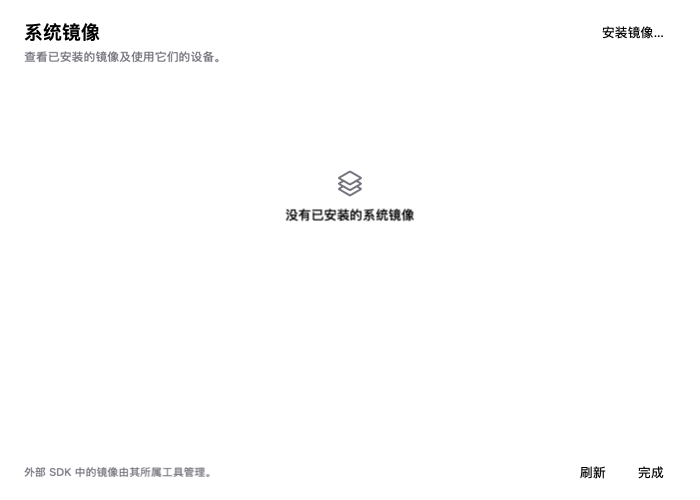 系统镜像
安装镜像...
查看已安装的镜像及使用它们的设备。
没有已安装的系统镜像
外部 SDK 中的镜像由其所属工具管理。
刷新
完成